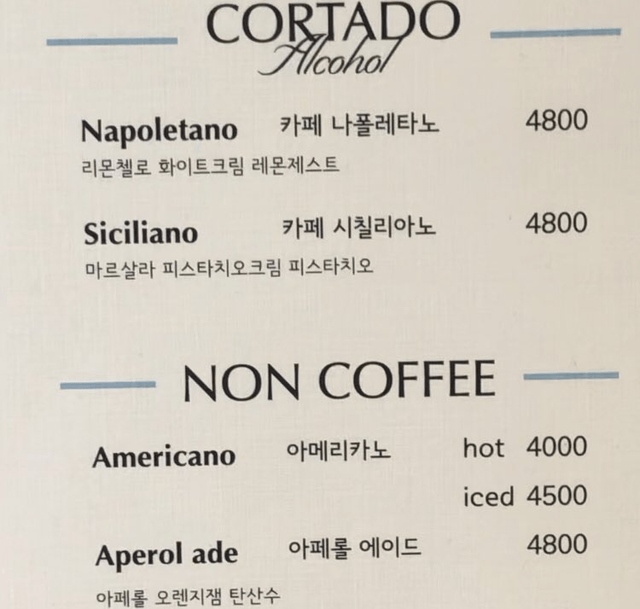 CORTADO
Alcohol
Napoletano 카페 나폴레타노 4800
리몬첼로 화이트크림 레몬제스트
Siciliano 카페 시칠리아노 4800
마르살라 피스타치오크림 피스타치오
NON COFFEE
Americano 아메리카노 hot 4000
iced 4500
Aperol ade 아페롤 에이드 4800
아페롤 오렌지잼 탄산수